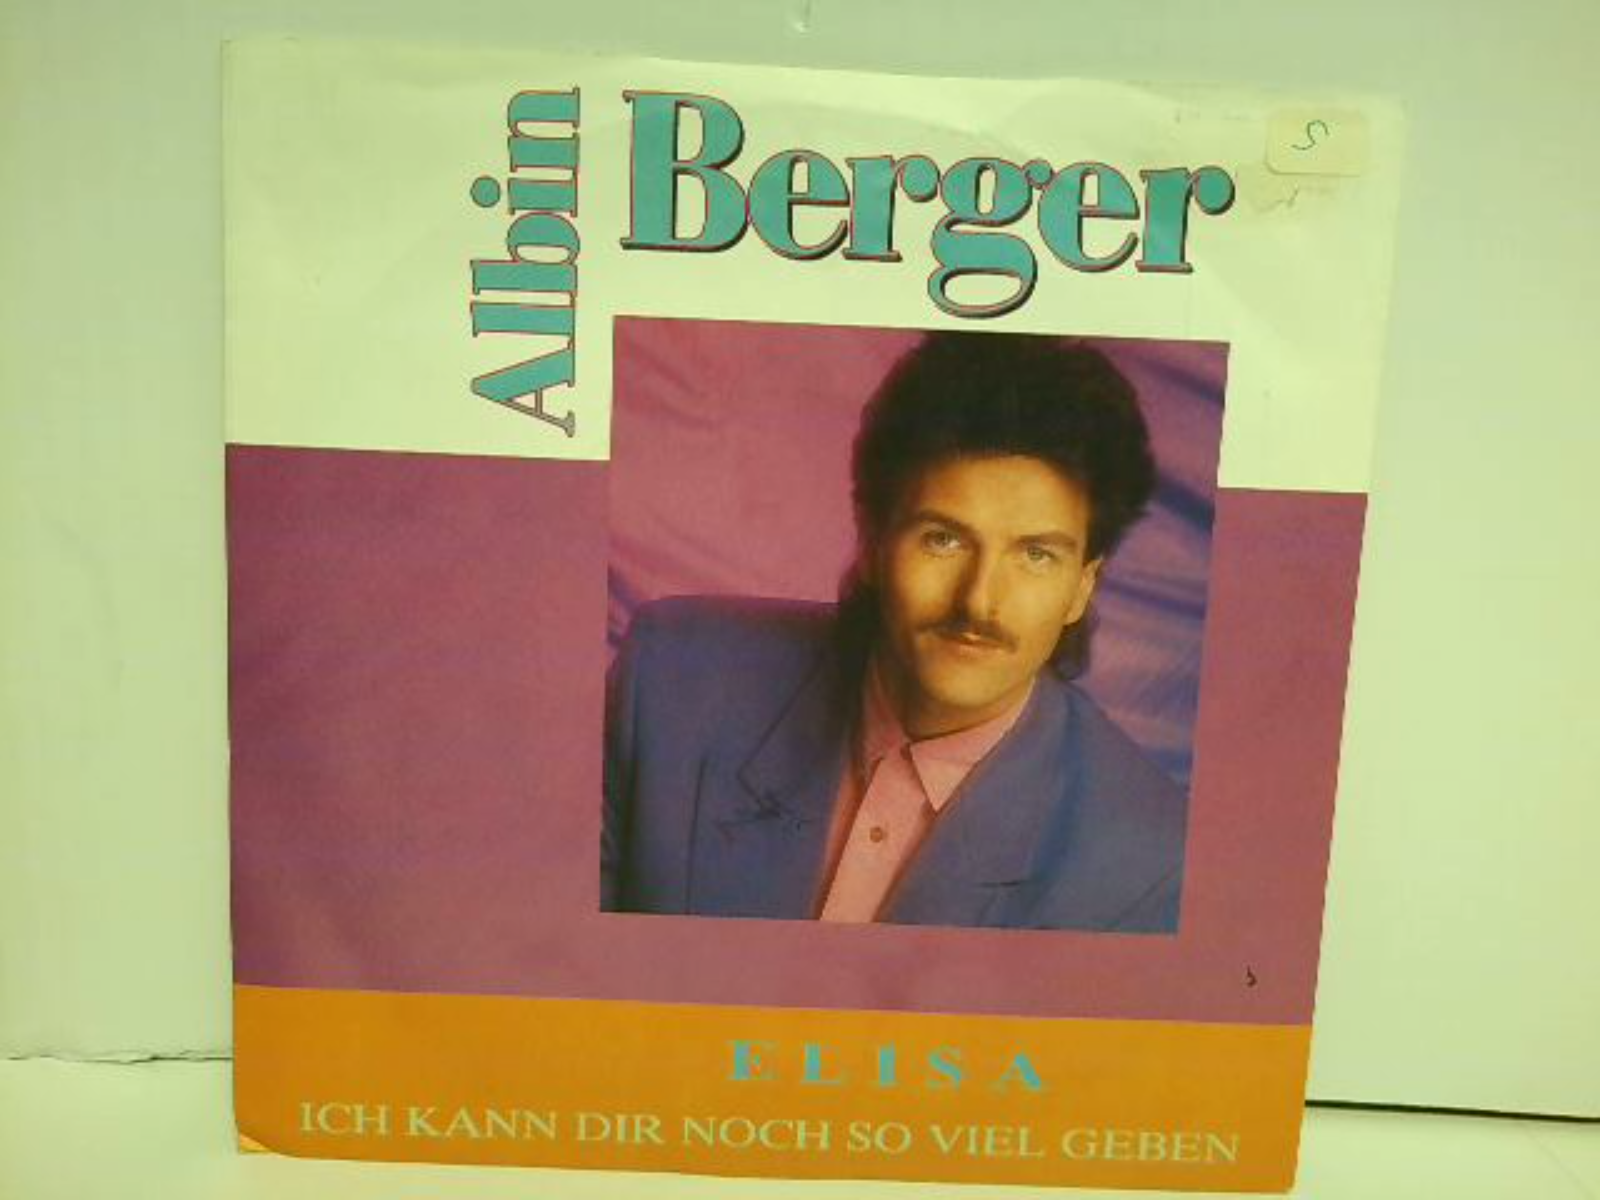 Albin
Berger
S
ELISA
ICH KANN DIR NOCH SO VIEL GEBEN